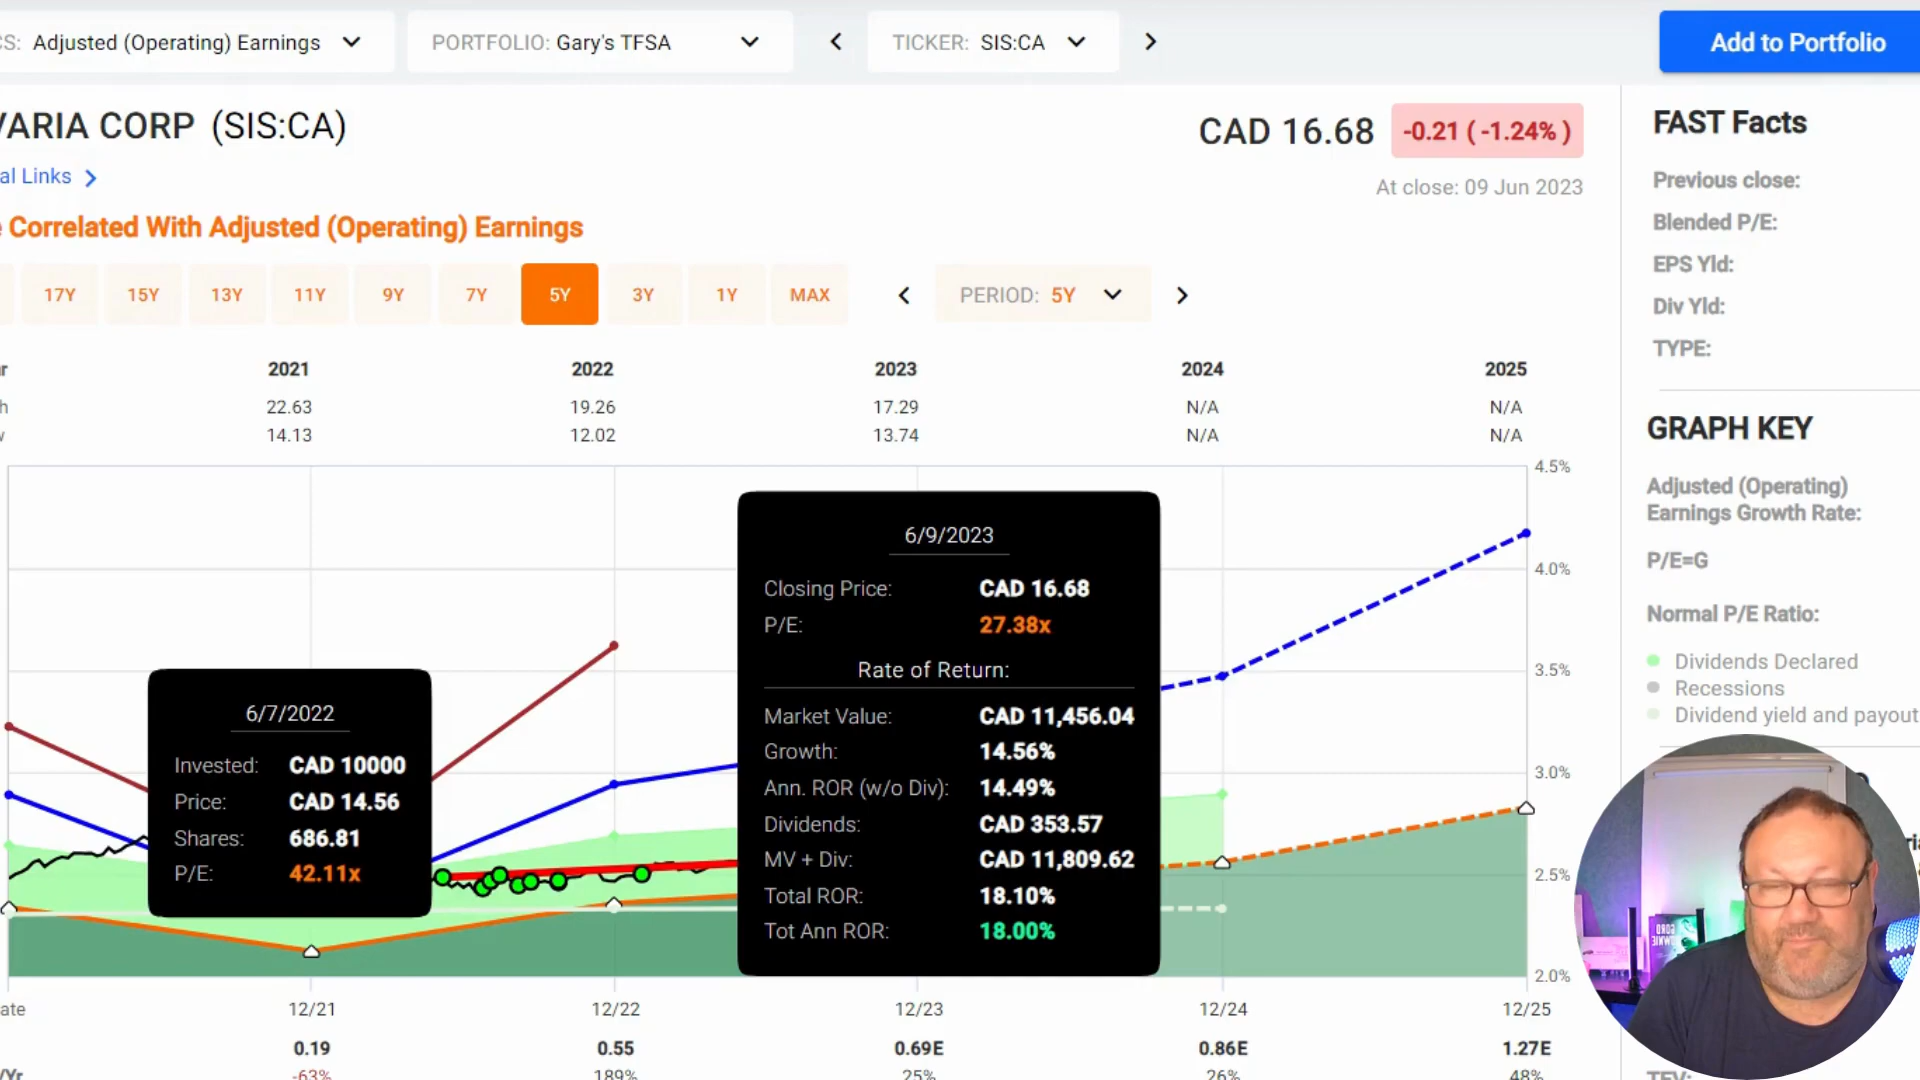 CS: Adjusted (Operating) Earnings
PORTFOLIO: Gary's TFSA
TICKER: SIS:CA
Add to Portfolio
VARIA CORP (SIS:CA)
CAD 16.68
-0.21 ( -1.24% )
al Links
At close: 09 Jun 2023
e Correlated With Adjusted (Operating) Earnings
17Y 15Y 13Y 11Y 9Y 7Y 5Y 3Y 1Y MAX
PERIOD: 5Y
r 2021 2022 2023 2024 2025
h 22.63 19.26 17.29 N/A N/A
w 14.13 12.02 13.74 N/A N/A
4.5%
4.0%
3.5%
3.0%
2.5%
2.0%
6/7/2022
Invested: CAD 10000
Price: CAD 14.56
Shares: 686.81
P/E: 42.11x
6/9/2023
Closing Price: CAD 16.68
P/E: 27.38x
Rate of Return:
Market Value: CAD 11,456.04
Growth: 14.56%
Ann. ROR (w/o Div): 14.49%
Dividends: CAD 353.57
MV + Div: CAD 11,809.62
Total ROR: 18.10%
Tot Ann ROR: 18.00%
ate 12/21 12/22 12/23 12/24 12/25
0.19 0.55 0.69E 0.86E 1.27E
/Yr -63% 189% 25% 26% 48%
FAST Facts
Previous close:
Blended P/E:
EPS Yld:
Div Yld:
TYPE:
GRAPH KEY
Adjusted (Operating)
Earnings Growth Rate:
P/E=G
Normal P/E Ratio:
Dividends Declared
Recessions
Dividend yield and payout
TEV: